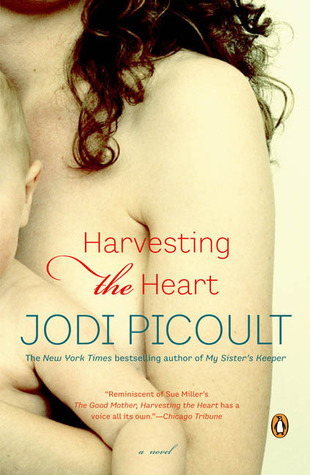 Harvesting
the Heart
JODI PICOULT
The New York Times bestselling author of My Sister's Keeper
"Reminiscent of Sue Miller's
The Good Mother, Harvesting the Heart has a
voice all its own."—Chicago Tribune
a novel